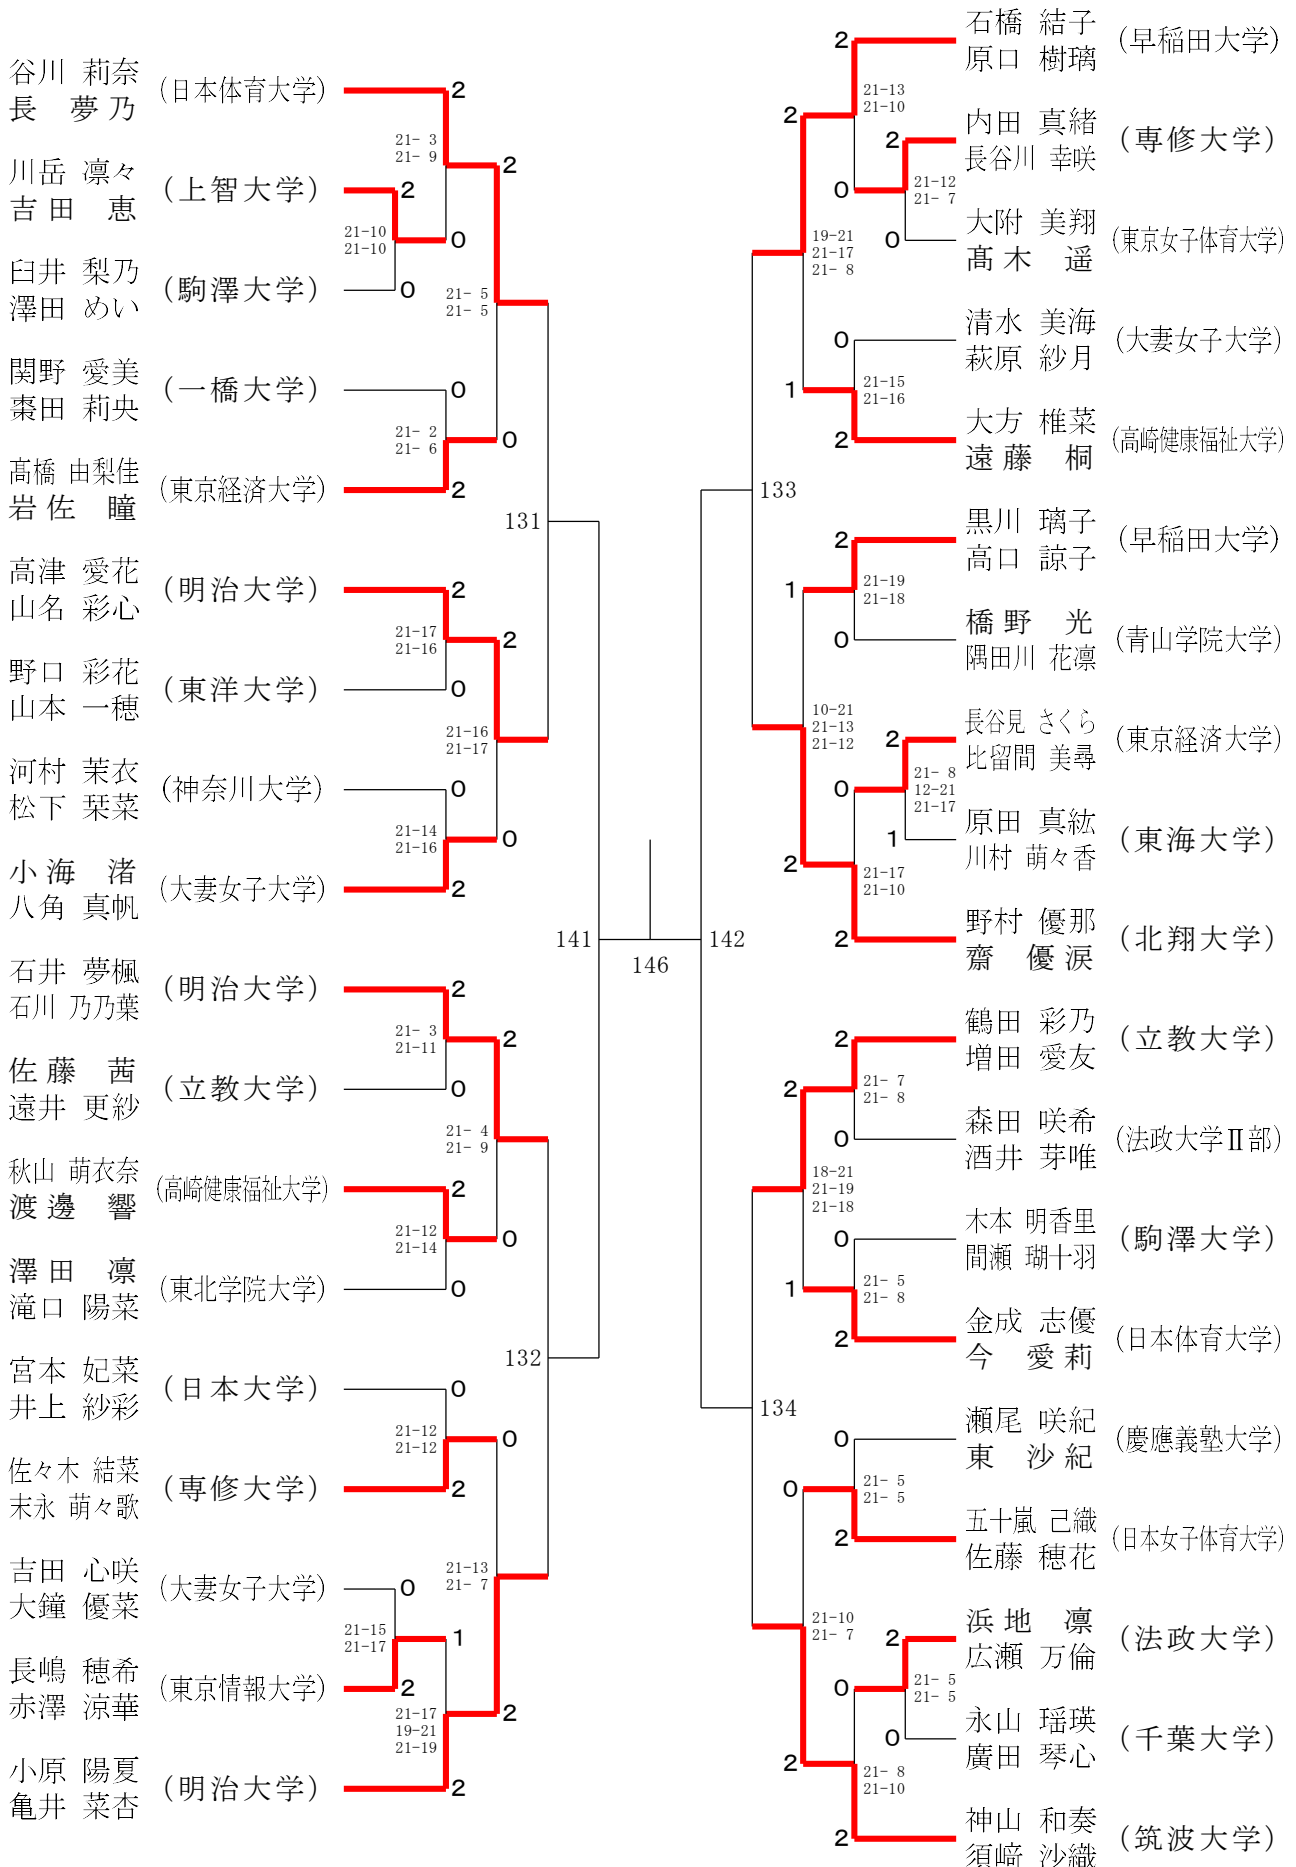 谷川 莉奈
長 夢乃
(日本体育大学)
2
21- 3
21- 9
2
川岳 凛々
吉田 恵
(上智大学)
2
21-10
21-10
0
臼井 梨乃
澤田 めい
(駒澤大学)
0
21- 5
21- 5
関野 愛美
棗田 莉央
(一橋大学)
0
21- 2
21- 6
0
髙橋 由梨佳
岩佐 瞳
(東京経済大学)
2
131
高津 愛花
山名 彩心
(明治大学)
2
21-17
21-16
2
野口 彩花
山本 一穂
(東洋大学)
0
21-16
21-17
河村 茉衣
松下 栞菜
(神奈川大学)
0
21-14
21-16
0
小海 渚
八角 真帆
(大妻女子大学)
2
141
石井 夢楓
石川 乃乃葉
(明治大学)
2
21- 3
21-11
2
佐藤 茜
遠井 更紗
(立教大学)
0
21- 4
21- 9
秋山 萌衣奈
渡邊 響
(高崎健康福祉大学)
2
21-12
21-14
0
澤田 凛
滝口 陽菜
(東北学院大学)
0
132
宮本 妃菜
井上 紗彩
(日本大学)
0
21-12
21-12
0
佐々木 結菜
末永 萌々歌
(専修大学)
2
21-13
21- 7
吉田 心咲
大鐘 優菜
(大妻女子大学)
0
21-15
21-17
1
長嶋 穂希
赤澤 涼華
(東京情報大学)
2
21-17
19-21
21-19
2
小原 陽夏
亀井 菜杏
(明治大学)
2
146
石橋 結子
原口 樹璃
(早稲田大学)
2
21-13
21-10
2
内田 真緒
長谷川 幸咲
(専修大学)
2
21-12
21- 7
0
大附 美翔
髙木 遥
(東京女子体育大学)
0
19-21
21-17
21- 8
清水 美海
萩原 紗月
(大妻女子大学)
0
21-15
21-16
1
大方 椎菜
遠藤 桐
(高崎健康福祉大学)
2
133
黒川 璃子
高口 諒子
(早稲田大学)
2
21-19
21-18
1
橋野 光
隅田川 花凛
(青山学院大学)
0
10-21
21-13
21-12
長谷見 さくら
比留間 美尋
(東京経済大学)
2
21- 8
12-21
21-17
0
原田 真紘
川村 萌々香
(東海大学)
1
21-17
21-10
2
野村 優那
齋 優涙
(北翔大学)
2
142
鶴田 彩乃
増田 愛友
(立教大学)
2
21- 7
21- 8
2
森田 咲希
酒井 芽唯
(法政大学Ⅱ部)
0
18-21
21-19
21-18
木本 明香里
間瀬 瑚十羽
(駒澤大学)
0
21- 5
21- 8
1
金成 志優
今 愛莉
(日本体育大学)
2
134
瀬尾 咲紀
東 沙紀
(慶應義塾大学)
0
21- 5
21- 5
0
五十嵐 己織
佐藤 穂花
(日本女子体育大学)
2
21-10
21- 7
浜地 凛
広瀬 万倫
(法政大学)
2
21- 5
21- 5
0
永山 瑶瑛
廣田 琴心
(千葉大学)
0
21- 8
21-10
2
神山 和奏
須﨑 沙織
(筑波大学)
2